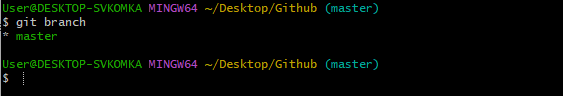 User@DESKTOP-SVKOMKA MINGW64 ~/Desktop/Github (master)
$ git branch
* master
User@DESKTOP-SVKOMKA MINGW64 ~/Desktop/Github (master)
$